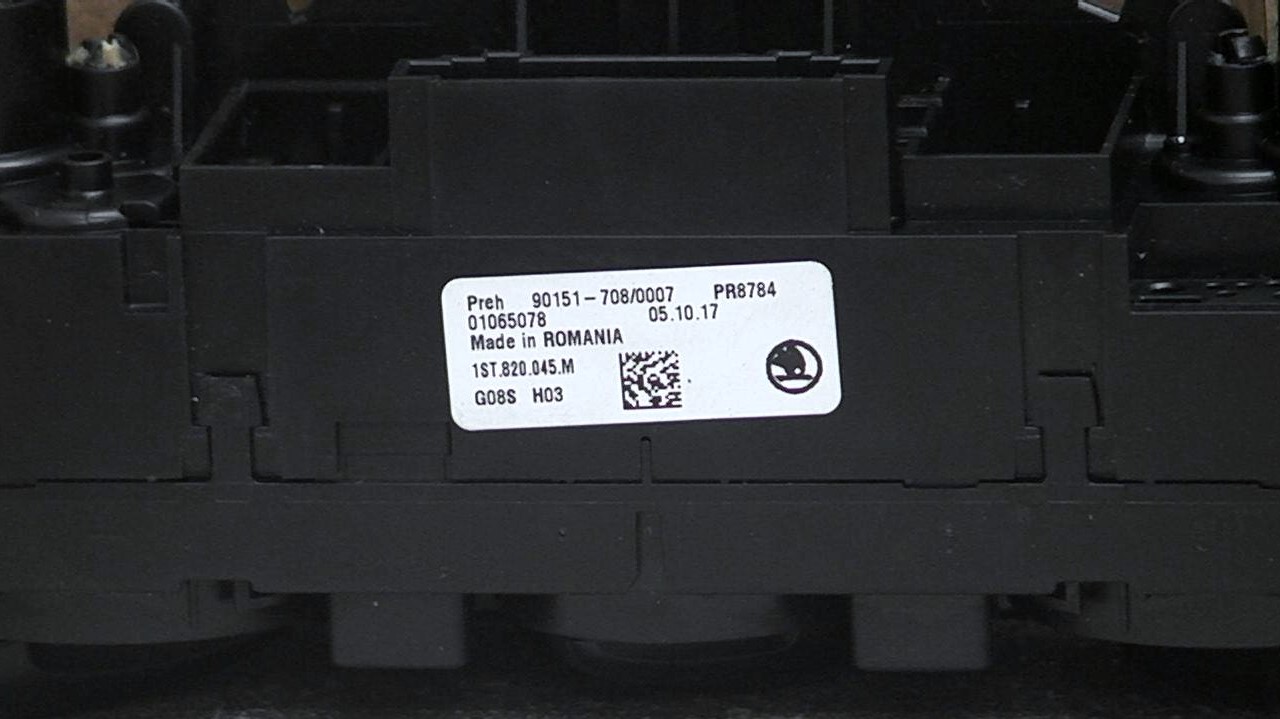 Preh 90151-708/0007 PR8784
01065078 05.10.17
Made in ROMANIA
1ST.820.045.M
G08S H03